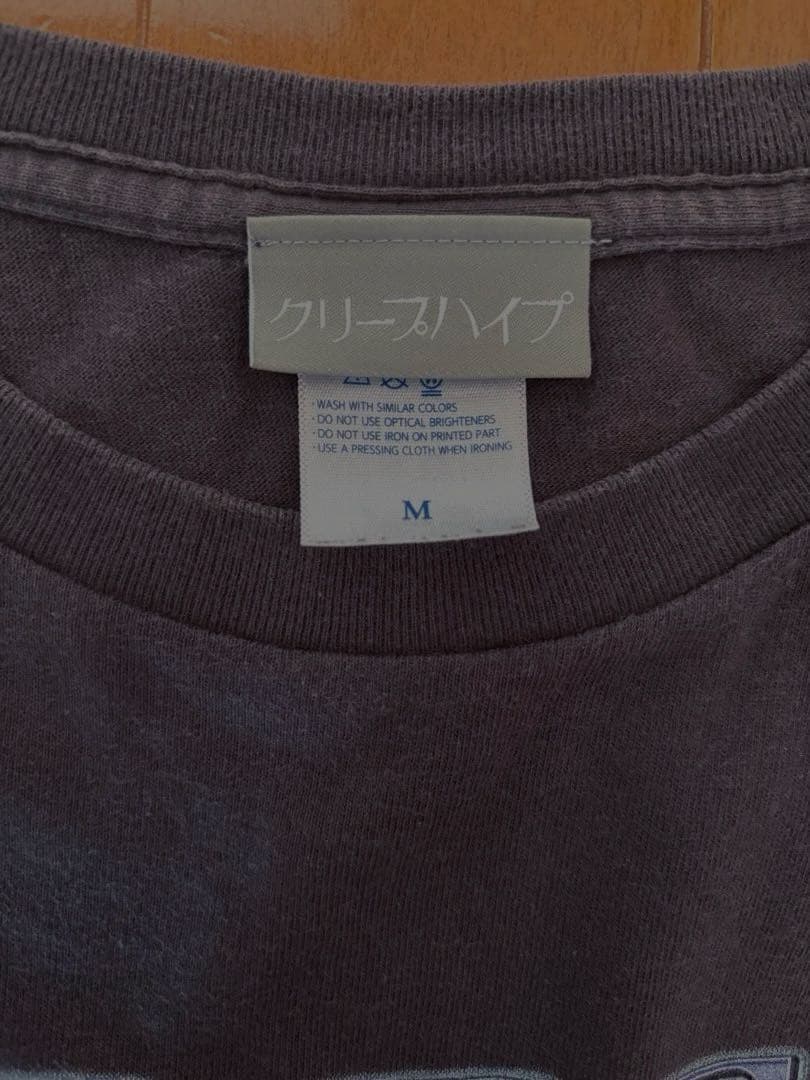 クリープハイプ
・WASH WITH SIMILAR COLORS
・DO NOT USE OPTICAL BRIGHTENERS
・DO NOT USE IRON ON PRINTED PART
・USE A PRESSING CLOTH WHEN IRONING
M